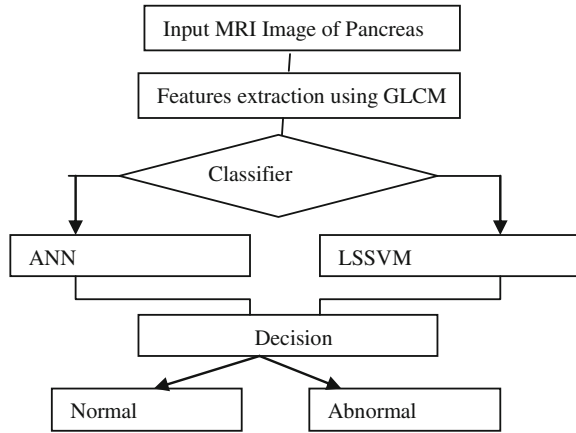 Input MRI Image of Pancreas
Features extraction using GLCM
Classifier
ANN
LSSVM
Decision
Normal
Abnormal